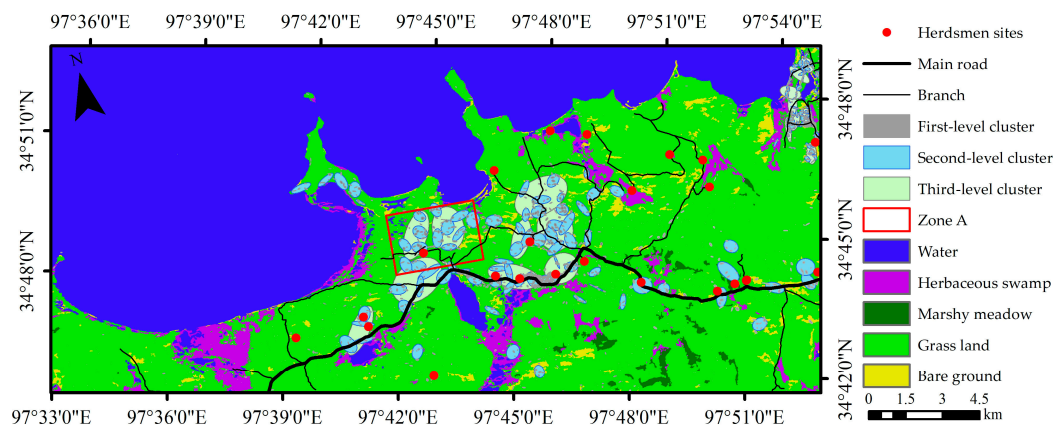 97°36'0"E 97°39'0"E 97°42'0"E 97°45'0"E 97°48'0"E 97°51'0"E 97°54'0"E
N
34°51'0"N
34°48'0"N
34°48'0"N
34°45'0"N
34°42'0"N
97°33'0"E 97°36'0"E 97°39'0"E 97°42'0"E 97°45'0"E 97°48'0"E 97°51'0"E
Herdsmen sites
Main road
Branch
First-level cluster
Second-level cluster
Third-level cluster
Zone A
Water
Herbaceous swamp
Marshy meadow
Grass land
Bare ground
0 1.5 3 4.5
km